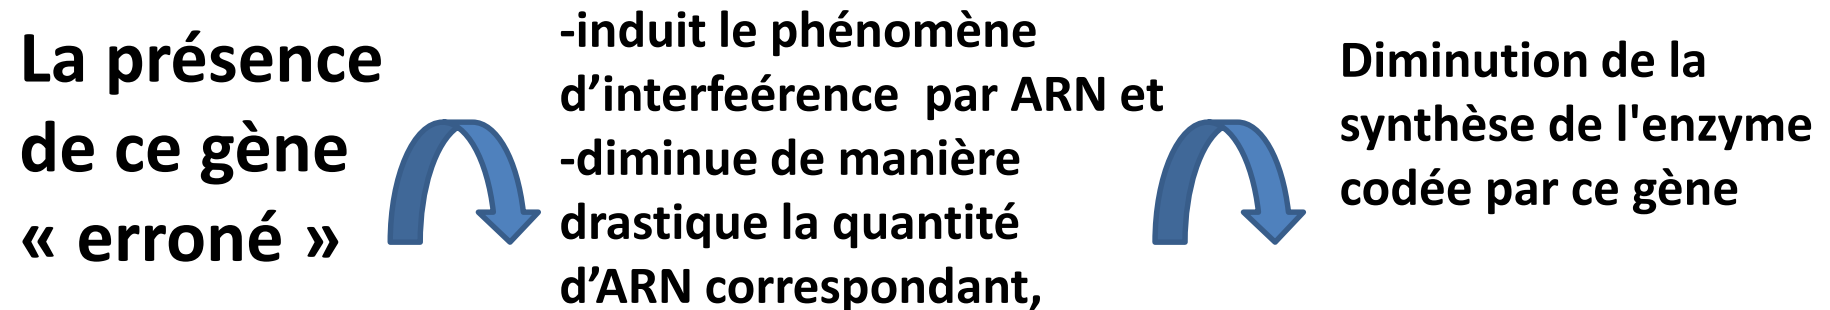 La présence
de ce gène
« erroné »
-induit le phénomène
d’interfeérence  par ARN et
-diminue de manière
drastique la quantité
d’ARN correspondant,
Diminution de la
synthèse de l'enzyme
codée par ce gène